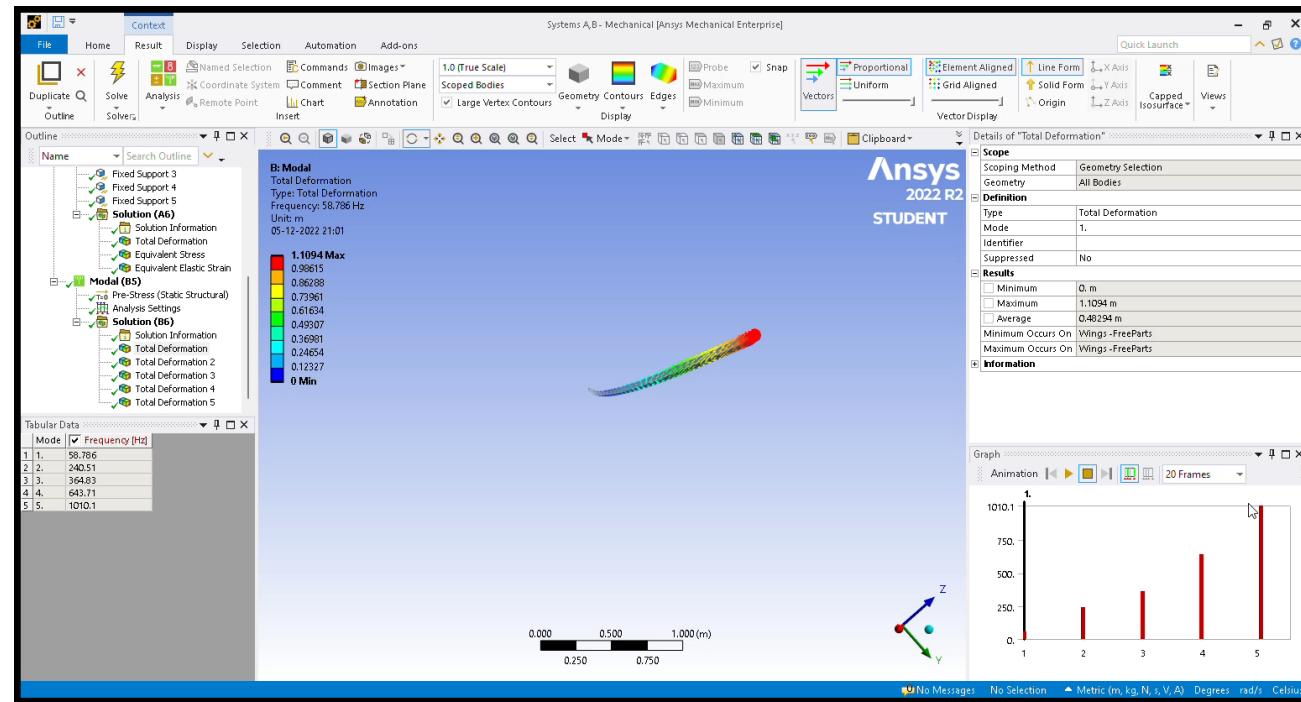 Context
Systems A,B - Mechanical [Ansys Mechanical Enterprise]
File Home Result Display Selection Automation Add-ons
Quick Launch
Duplicate Q
Outline
Solve
Solver
Analysis
Named Selection
Coordinate System
Remote Point
Commands
Comment
Chart
Images
Section Plane
Annotation
Insert
1.0 (True Scale)
Scoped Bodies
Large Vertex Contours
Geometry Contours Edges
Probe
Maximum
Minimum
Snap
Display
Vectors
Proportional
Uniform
Element Aligned
Grid Aligned
Line Form
Solid Form
Origin
X Axis
Y Axis
Z Axis
Vector Display
Capped Isosurface
Views
Outline
Name Search Outline
Fixed Support 3
Fixed Support 4
Fixed Support 5
Solution (A6)
Solution Information
Total Deformation
Equivalent Stress
Equivalent Elastic Strain
Modal (B5)
Pre-Stress (Static Structural)
Analysis Settings
Solution (B6)
Solution Information
Total Deformation
Total Deformation 2
Total Deformation 3
Total Deformation 4
Total Deformation 5
Tabular Data
Mode Frequency [Hz]
1 1. 58.786
2 2. 240.51
3 3. 364.83
4 4. 643.71
5 5. 1010.1
Select Mode Clipboard
B: Modal
Total Deformation
Type: Total Deformation
Frequency: 58.786 Hz
Unit: m
05-12-2022 21:01
1.1094 Max
0.98615
0.86288
0.73961
0.61634
0.49307
0.36981
0.24654
0.12327
0 Min
Ansys
2022 R2
STUDENT
Z
Y
0.000 0.500 1.000 (m)
0.250 0.750
Details of "Total Deformation"
Scope
Scoping Method Geometry Selection
Geometry All Bodies
Definition
Type Total Deformation
Mode 1.
Identifier
Suppressed No
Results
Minimum 0. m
Maximum 1.1094 m
Average 0.48294 m
Minimum Occurs On Wings -FreeParts
Maximum Occurs On Wings -FreeParts
Information
Graph
Animation 20 Frames
1.
1010.1
750.
500.
250.
0.
1 2 3 4 5
No Messages No Selection Metric (m, kg, N, s, V, A) Degrees rad/s Celsiu